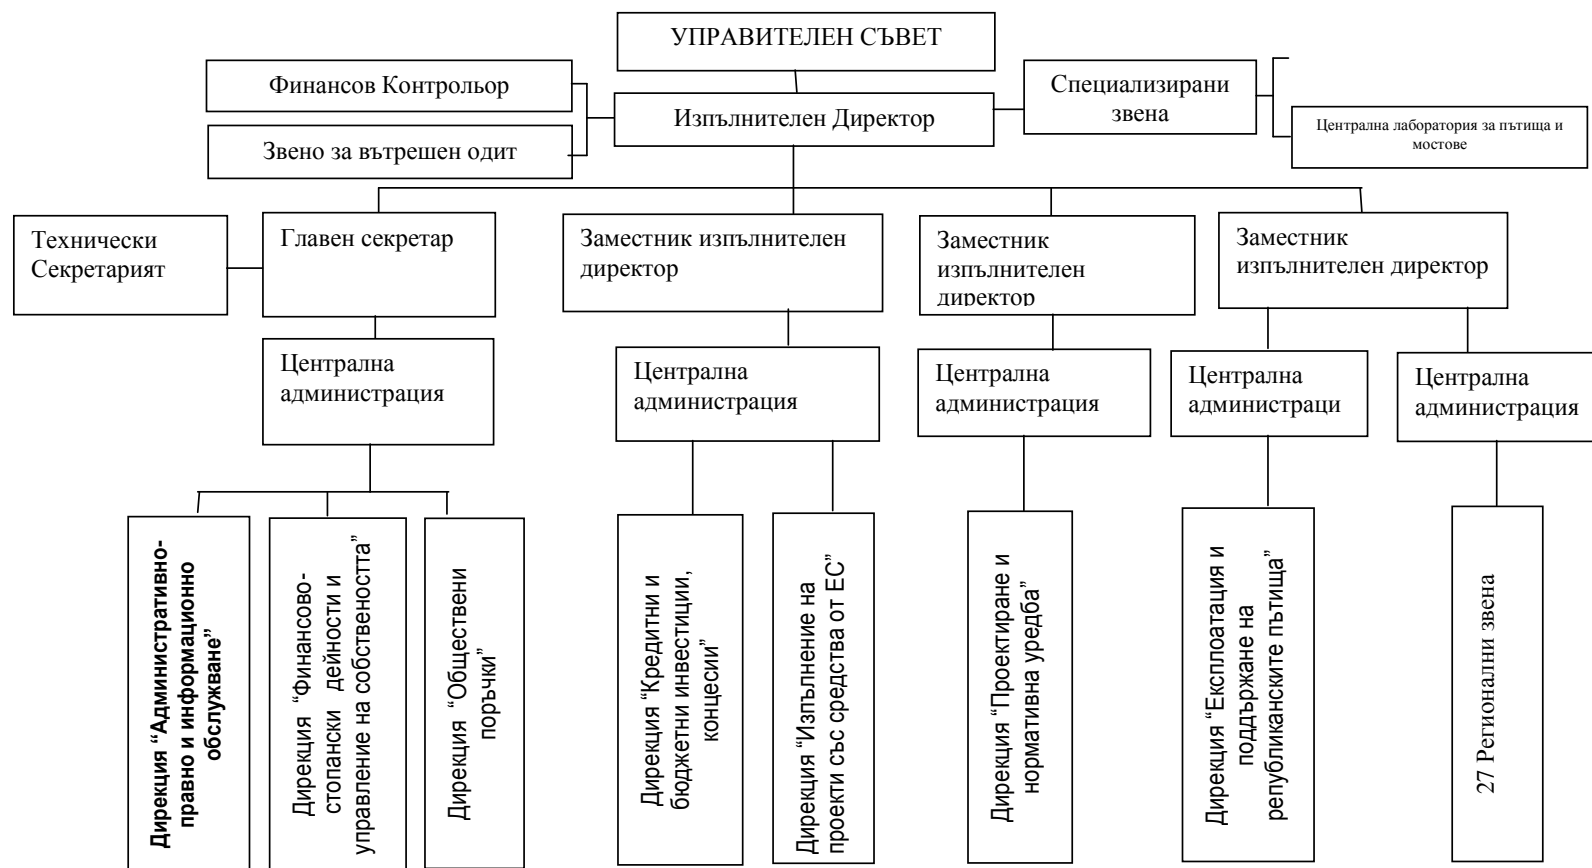 УПРАВИТЕЛЕН СЪВЕТ
Финансов Контрольор
Специализирани
звена
Изпълнителен Директор
Централна лаборатория за пътища и
мостове
Звено за вътрешен одит
Технически
Секретарият
Главен секретар
Заместник изпълнителен
директор
Заместник
изпълнителен
директор
Заместник
изпълнителен директор
Централна
администрация
Централна
администрация
Централна
администрация
Централна
администраци
Централна
администрация
Дирекция “Административно-
правно и информационно
обслужване”
Дирекция “Финансово-
стопански дейности и
управление на собствеността”
Дирекция “Обществени
поръчки”
Дирекция “Кредитни и
бюджетни инвестиции,
концесии”
Дирекция “Изпълнение на
проекти със средства от ЕС”
Дирекция “Проектиране и
нормативна уредба”
Дирекция “Експлоатация и
поддържане на
републиканските пътища”
27 Регионални звена